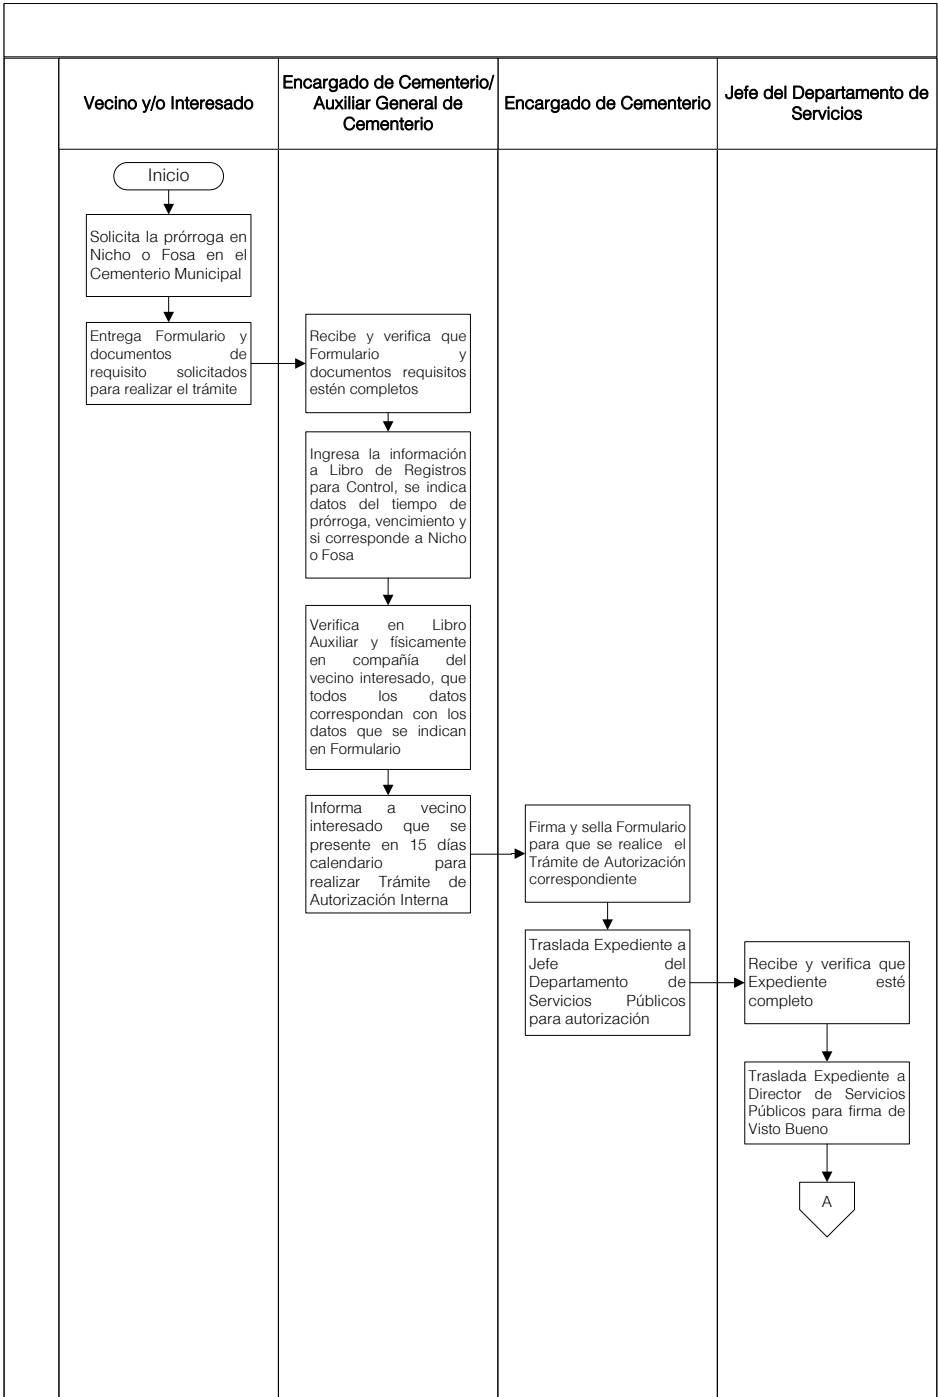 Vecino y/o Interesado
Encargado de Cementerio/
Auxiliar General de
Cementerio
Encargado de Cementerio
Jefe del Departamento de
Servicios
Inicio
Solicita la prórroga en
Nicho o Fosa en el
Cementerio Municipal
Entrega Formulario y
documentos de
requisito solicitados
para realizar el trámite
Recibe y verifica que
Formulario y
documentos requisitos
estén completos
Ingresa la información
a Libro de Registros
para Control, se indica
datos del tiempo de
prórroga, vencimiento y
si corresponde a Nicho
o Fosa
Verifica en Libro
Auxiliar y físicamente
en compañía del
vecino interesado, que
todos los datos
correspondan con los
datos que se indican
en Formulario
Informa a vecino
interesado que se
presente en 15 días
calendario para
realizar Trámite de
Autorización Interna
Firma y sella Formulario
para que se realice el
Trámite de Autorización
correspondiente
Traslada Expediente a
Jefe del
Departamento de
Servicios Públicos
para autorización
Recibe y verifica que
Expediente esté
completo
Traslada Expediente a
Director de Servicios
Públicos para firma de
Visto Bueno
A